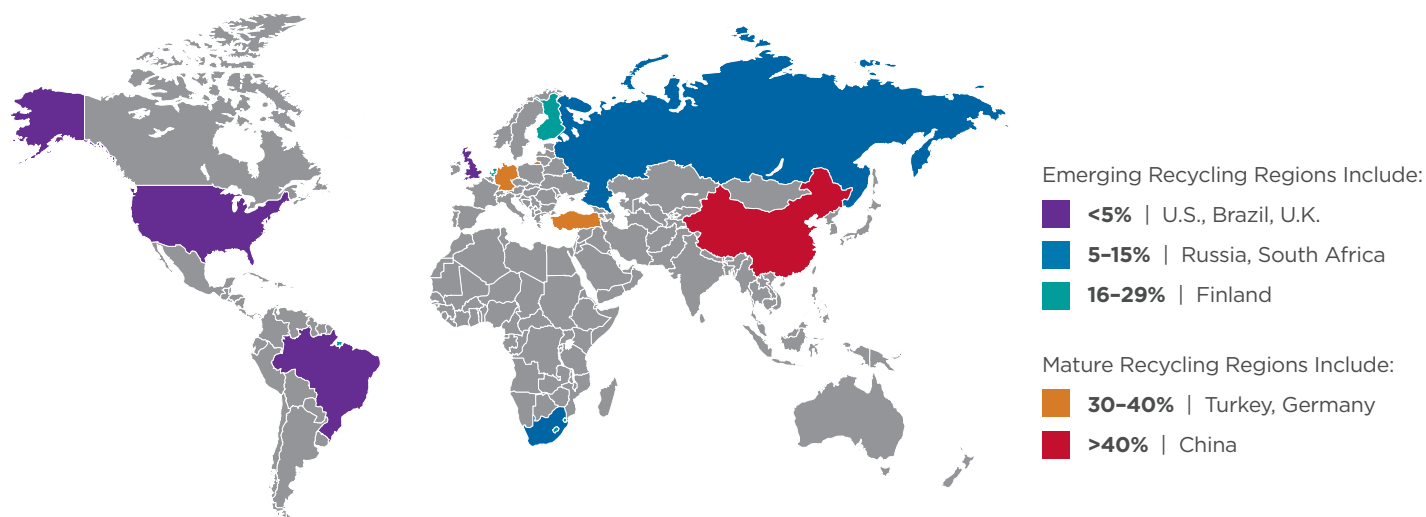 Emerging Recycling Regions Include:
<5% | U.S., Brazil, U.K.
5–15% | Russia, South Africa
16–29% | Finland
Mature Recycling Regions Include:
30–40% | Turkey, Germany
>40% | China